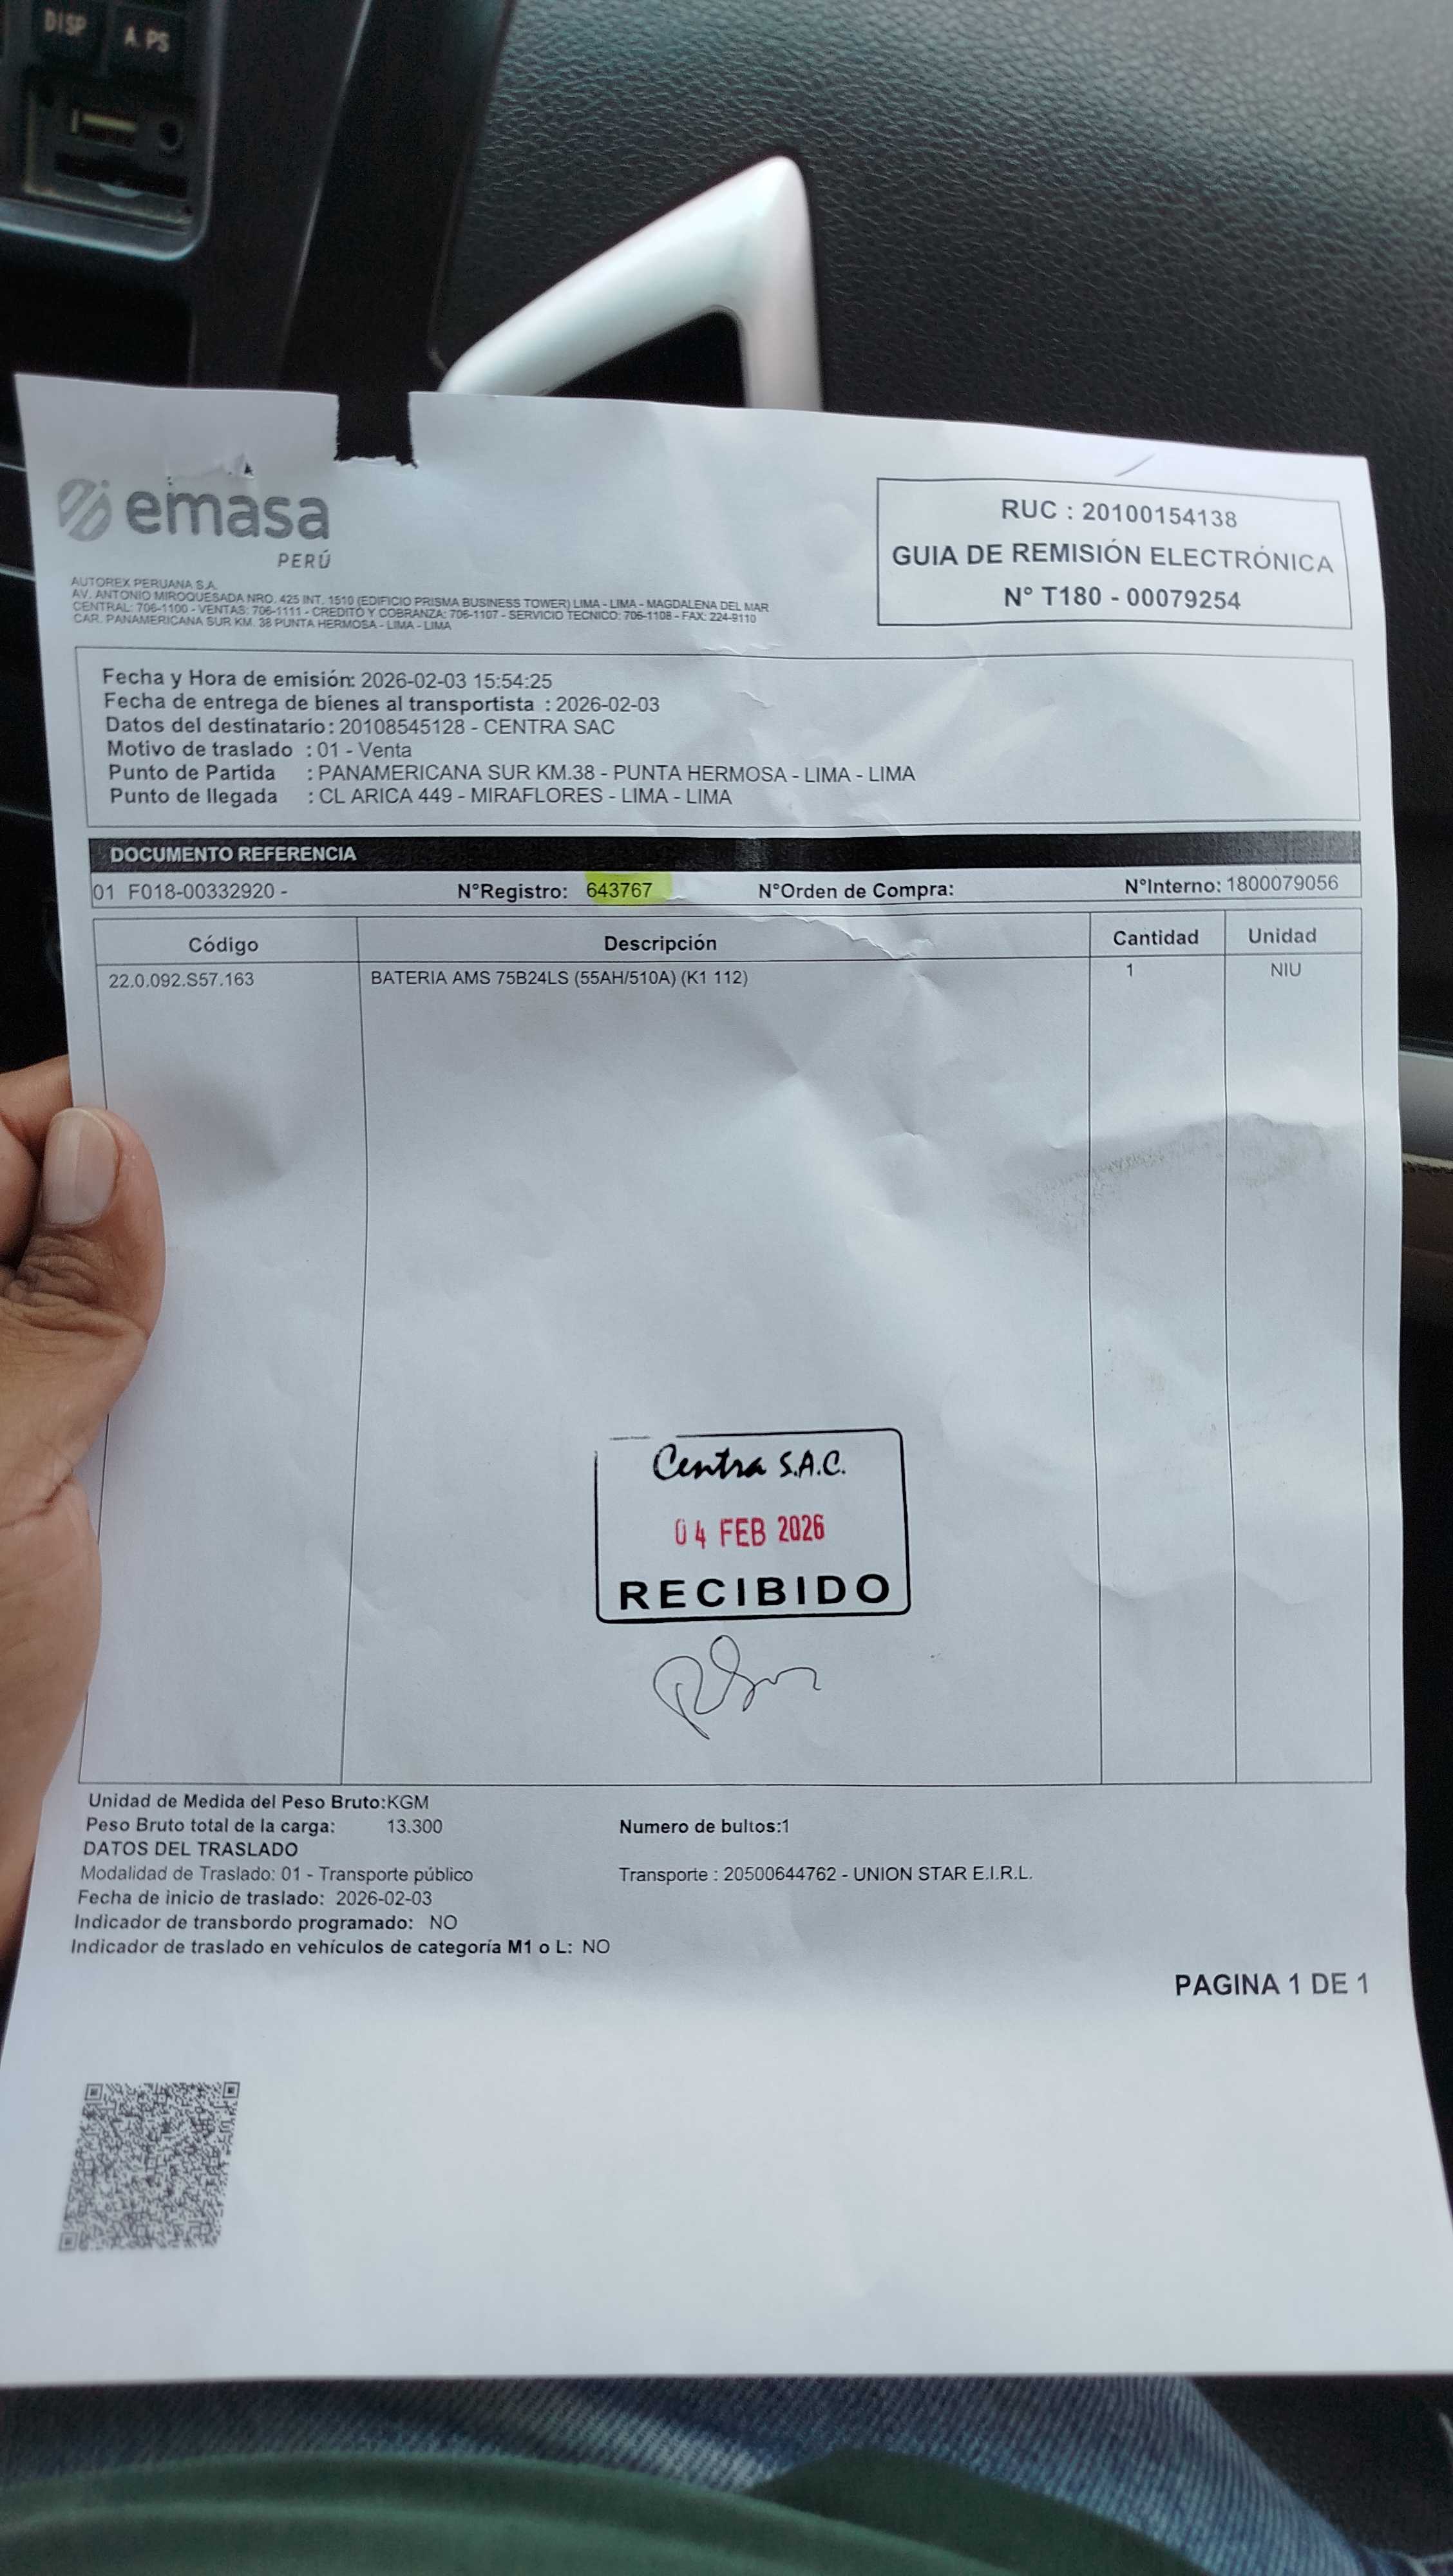 DISP
A.PS
emasa
PERÚ
RUC : 20100154138
GUIA DE REMISIÓN ELECTRÓNICA
N° T180 - 00079254
AUTOREX PERUANA S.A.
AV. ANTONIO MIROQUESADA NRO. 425 INT. 1510 (EDIFICIO PRISMA BUSINESS TOWER) LIMA - LIMA - MAGDALENA DEL MAR
CENTRAL: 706-1100 - VENTAS: 706-1111 - CREDITO Y COBRANZA: 706-1107 - SERVICIO TECNICO: 706-1108 - FAX: 224-9110
CAR. PANAMERICANA SUR KM. 38 PUNTA HERMOSA - LIMA - LIMA
Fecha y Hora de emisión: 2026-02-03 15:54:25
Fecha de entrega de bienes al transportista : 2026-02-03
Datos del destinatario : 20108545128 - CENTRA SAC
Motivo de traslado : 01 - Venta
Punto de Partida : PANAMERICANA SUR KM.38 - PUNTA HERMOSA - LIMA - LIMA
Punto de llegada : CL ARICA 449 - MIRAFLORES - LIMA - LIMA
DOCUMENTO REFERENCIA
01 F018-00332920 - N°Registro: 643767 N°Orden de Compra: N°Interno: 1800079056
Código Descripción Cantidad Unidad
22.0.092.S57.163 BATERIA AMS 75B24LS (55AH/510A) (K1 112) 1 NIU
Centra S.A.C.
04 FEB 2026
RECIBIDO
Unidad de Medida del Peso Bruto:KGM
Peso Bruto total de la carga: 13.300 Numero de bultos:1
DATOS DEL TRASLADO
Modalidad de Traslado: 01 - Transporte público Transporte : 20500644762 - UNION STAR E.I.R.L.
Fecha de inicio de traslado: 2026-02-03
Indicador de transbordo programado: NO
Indicador de traslado en vehículos de categoría M1 o L: NO
PAGINA 1 DE 1